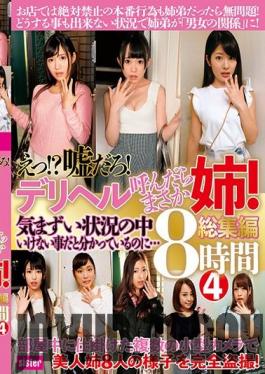 お店では絶対禁止の本番行為も姉弟だったら無問題!
どうする事も出来ない状況で姉弟が「男女の関係」に!
えっ!?嘘だろ!
デリヘル呼んだらまさか姉!
気まずい状況の中
いけない事だと分かっているのに…
総集編
8時間
4
sister
美人姉8人の様子を完全盗撮!